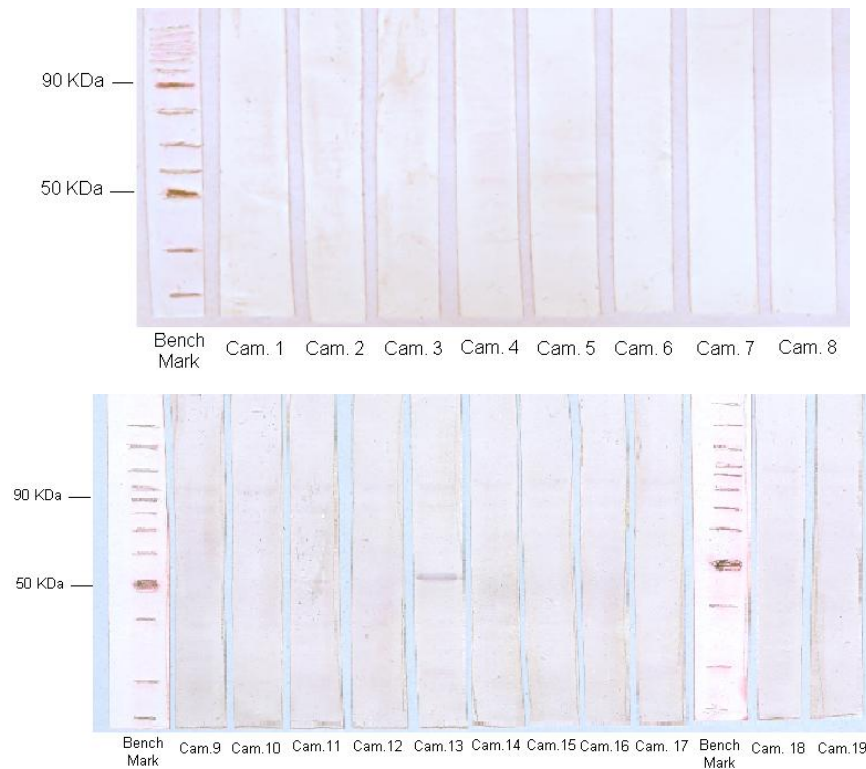 90 KDa
50 KDa
Bench Mark Cam. 1 Cam. 2 Cam. 3 Cam. 4 Cam. 5 Cam. 6 Cam. 7 Cam. 8
90 KDa
50 KDa
Bench Mark Cam.9 Cam.10 Cam.11 Cam.12 Cam.13 Cam.14 Cam.15 Cam.16 Cam. 17 Bench Mark Cam. 18 Cam.19